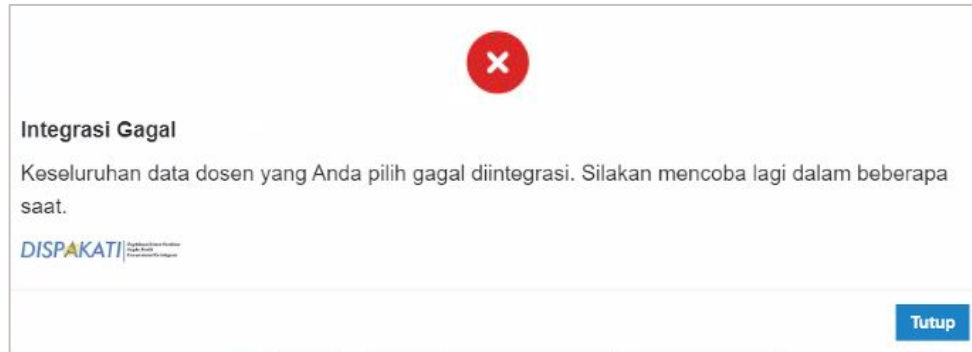 Integrasi Gagal
Keseluruhan data dosen yang Anda pilih gagal diintegrasi. Silakan mencoba lagi dalam beberapa
saat.
DISPAKATI
Tutup